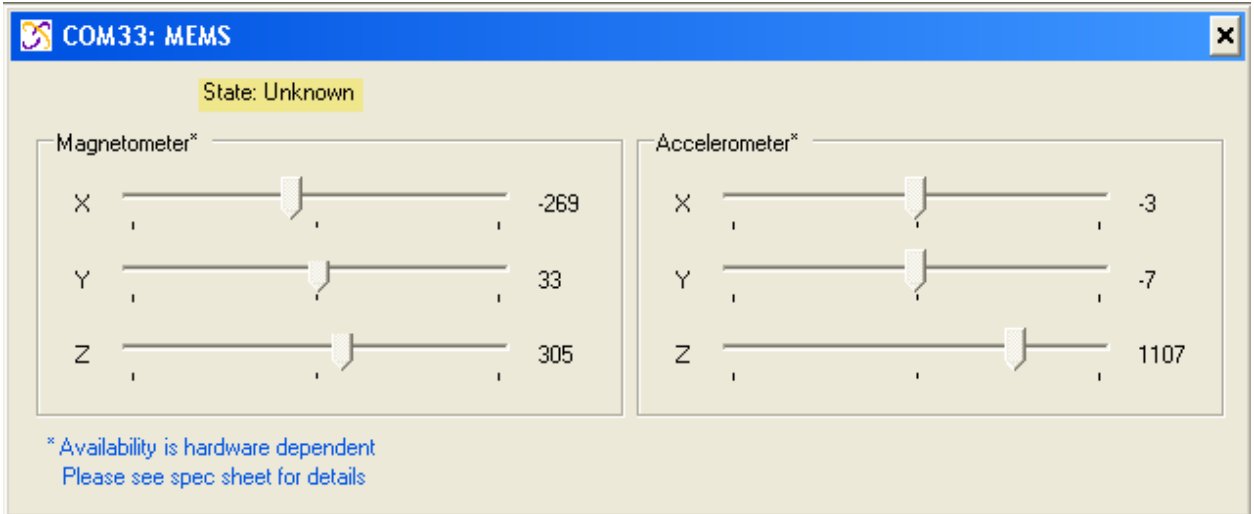 COM33: MEMS
State: Unknown
Magnetometer*
X -269
Y 33
Z 305
Accelerometer*
X -3
Y -7
Z 1107
* Availability is hardware dependent
Please see spec sheet for details